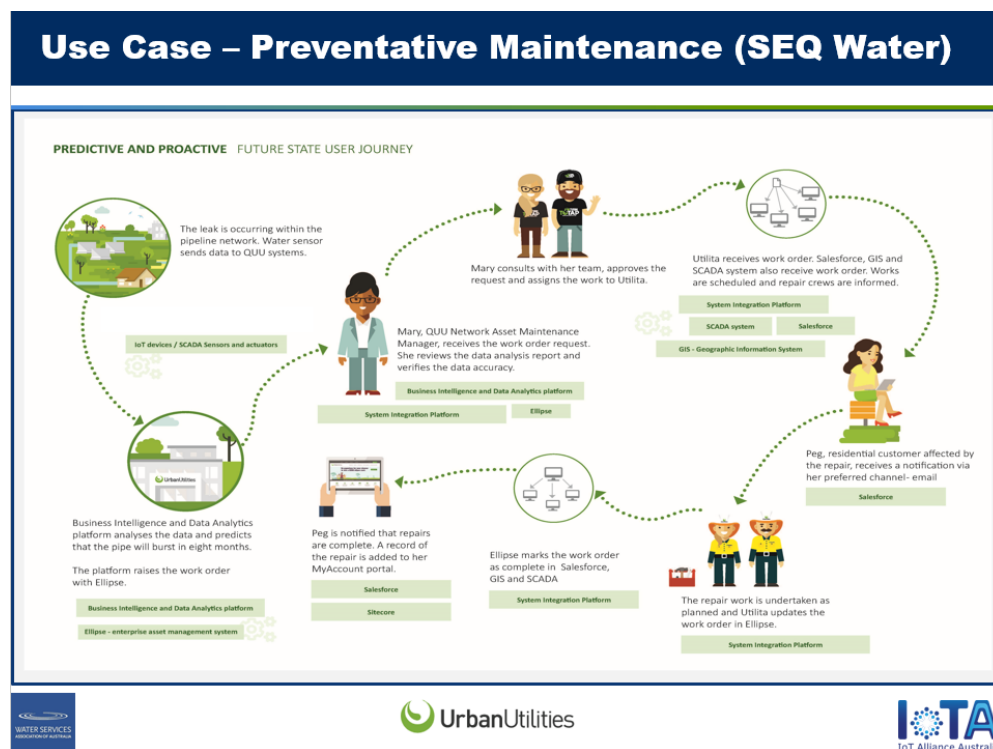 Use Case – Preventative Maintenance (SEQ Water)
PREDICTIVE AND PROACTIVE FUTURE STATE USER JOURNEY
The leak is occurring within the
pipeline network. Water sensor
sends data to QUU systems.
IoT devices / SCADA Sensors and actuators
UrbanUtilities
Business Intelligence and Data Analytics
platform analyses the data and predicts
that the pipe will burst in eight months.
The platform raises the work order
with Ellipse.
Business Intelligence and Data Analytics platform
Ellipse - enterprise asset management system
Mary, QUU Network Asset Maintenance
Manager, receives the work order request.
She reviews the data analysis report and
verifies the data accuracy.
Business Intelligence and Data Analytics platform
System Integration Platform
Ellipse
Mary consults with her team, approves the
request and assigns the work to Utilita.
Utilita receives work order. Salesforce, GIS and
SCADA system also receive work order. Works
are scheduled and repair crews are informed.
System Integration Platform
SCADA system
Salesforce
GIS - Geographic Information System
Peg, residential customer affected by
the repair, receives a notification via
her preferred channel- email
Salesforce
The repair work is undertaken as
planned and Utilita updates the
work order in Ellipse.
System Integration Platform
Ellipse marks the work order
as complete in Salesforce,
GIS and SCADA
System Integration Platform
Peg is notified that repairs
are complete. A record of
the repair is added to her
MyAccount portal.
Salesforce
Sitecore
WATER SERVICES
ASSOCIATION OF AUSTRALIA
UrbanUtilities
IoTA
IoT Alliance Austral